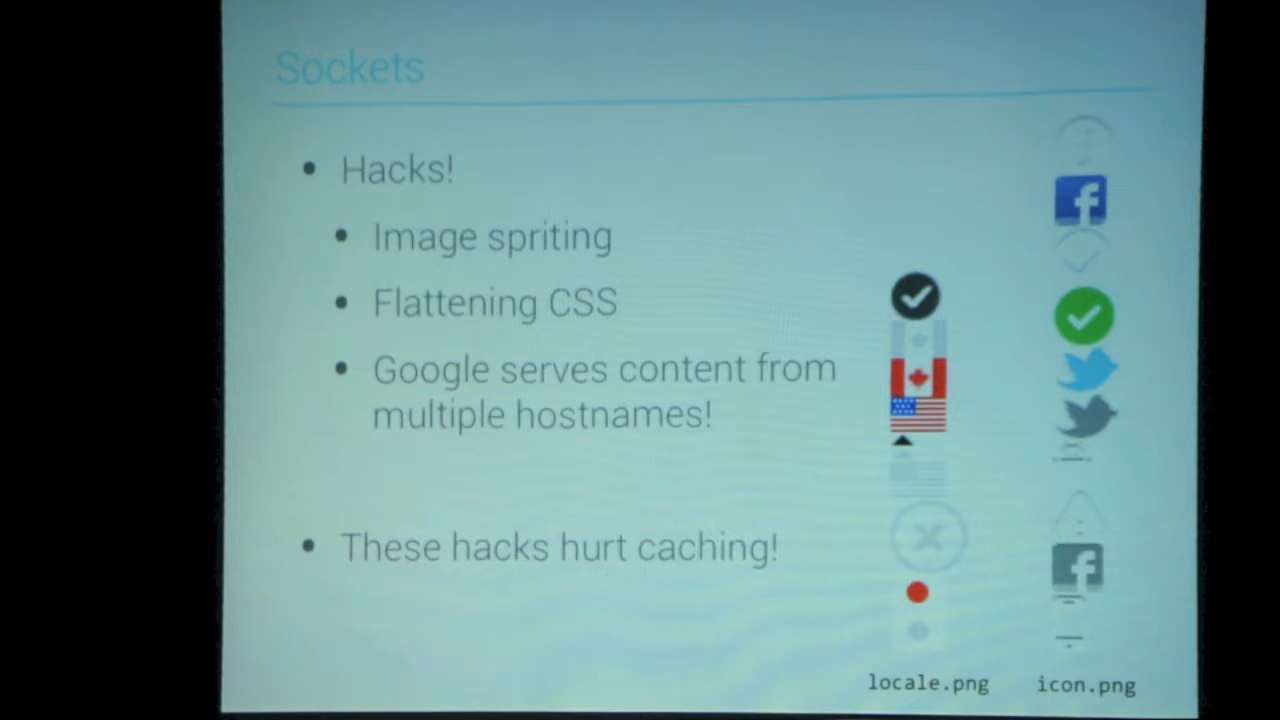 Sockets
Hacks!
Image spriting
Flattening CSS
Google serves content from
multiple hostnames!
These hacks hurt caching!
locale.png
icon.png